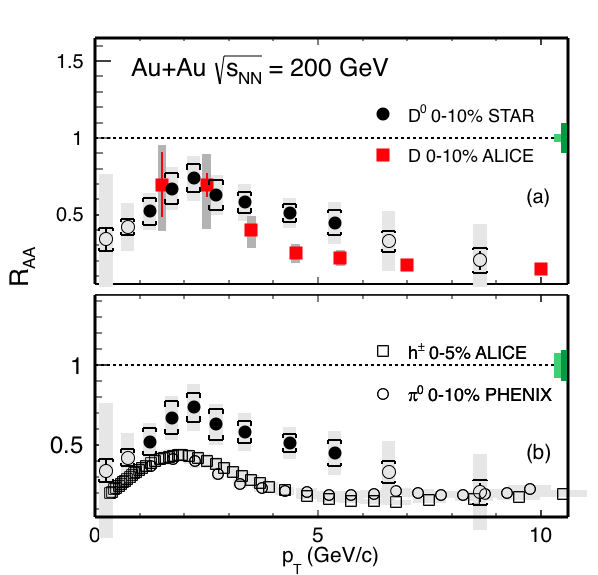 Au+Au √sNN = 200 GeV
D0 0-10% STAR
D 0-10% ALICE
(a)
1.5
1
0.5
RAA
h± 0-5% ALICE
π0 0-10% PHENIX
(b)
1
0.5
0 5 10
pT (GeV/c)